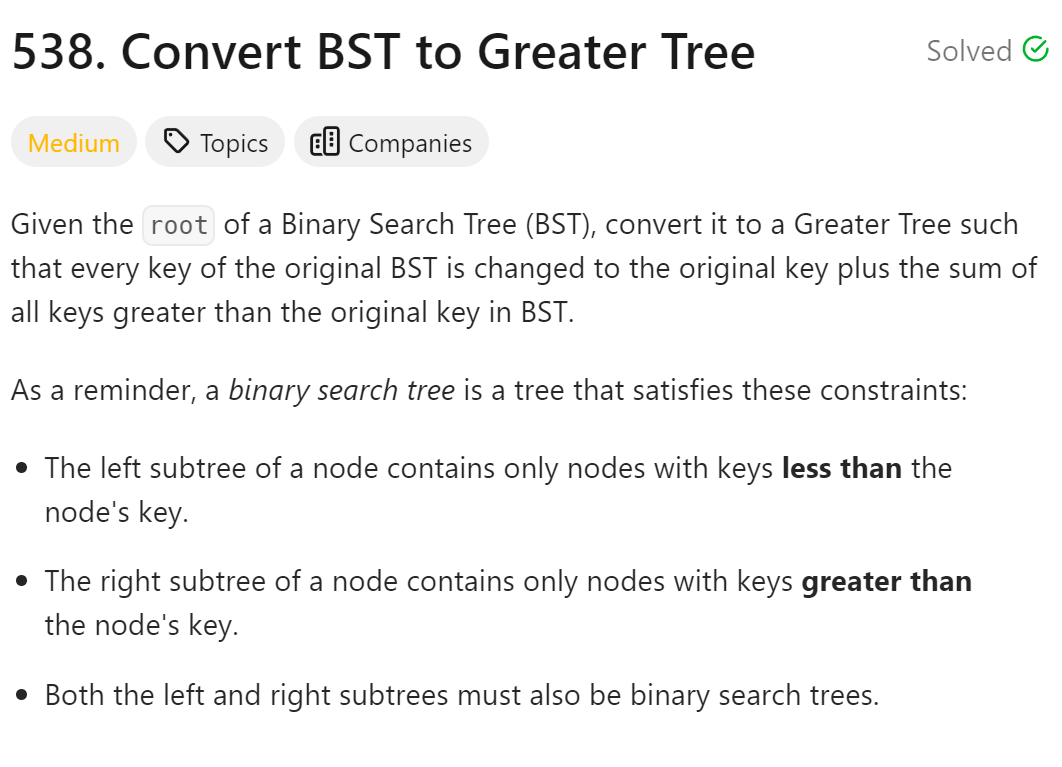 538. Convert BST to Greater Tree
Solved
Medium
Topics
Companies
Given the root of a Binary Search Tree (BST), convert it to a Greater Tree such
that every key of the original BST is changed to the original key plus the sum of
all keys greater than the original key in BST.
As a reminder, a binary search tree is a tree that satisfies these constraints:
• The left subtree of a node contains only nodes with keys less than the
node's key.
• The right subtree of a node contains only nodes with keys greater than
the node's key.
• Both the left and right subtrees must also be binary search trees.